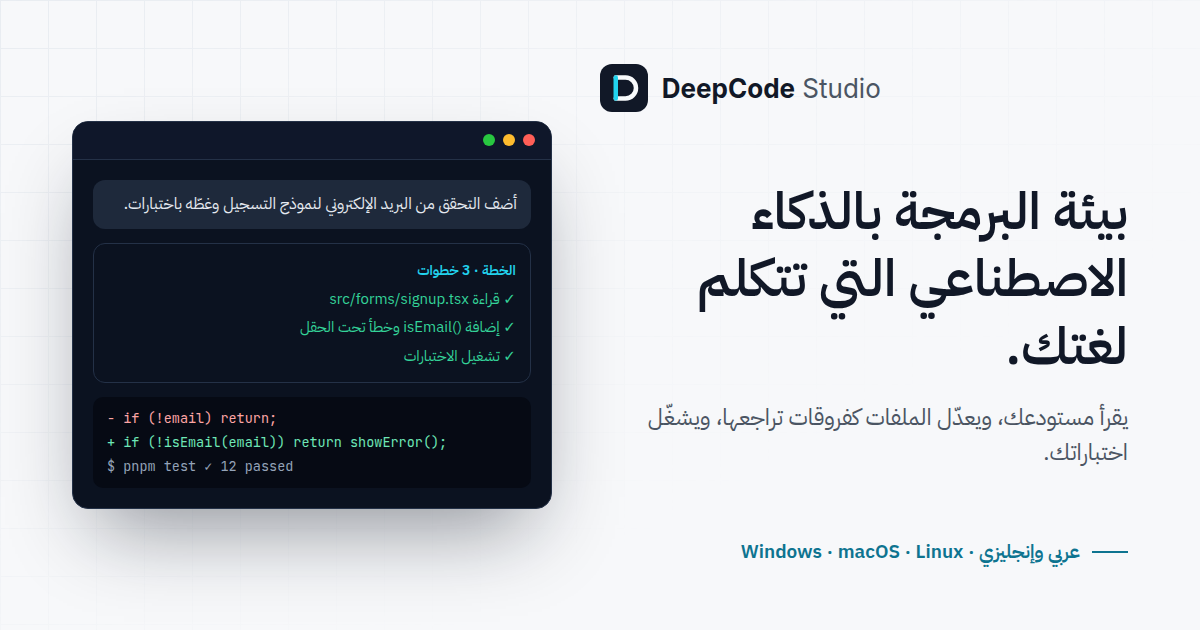 DeepCode Studio
بيئة البرمجة بالذكاء
الاصطناعي التي تتكلم
لغتك.
يقرأ مستودعك، ويعدّل الملفات كفروقات تراجعها، ويشغّل
اختباراتك.
عربي وإنجليزي · Windows · macOS · Linux
أضف التحقق من البريد الإلكتروني لنموذج التسجيل وغطّه باختبارات.
الخطة · 3 خطوات
✓ قراءة src/forms/signup.tsx
✓ إضافة isEmail() وخطأ تحت الحقل
✓ تشغيل الاختبارات
- if (!email) return;
+ if (!isEmail(email)) return showError();
$ pnpm test ✓ 12 passed